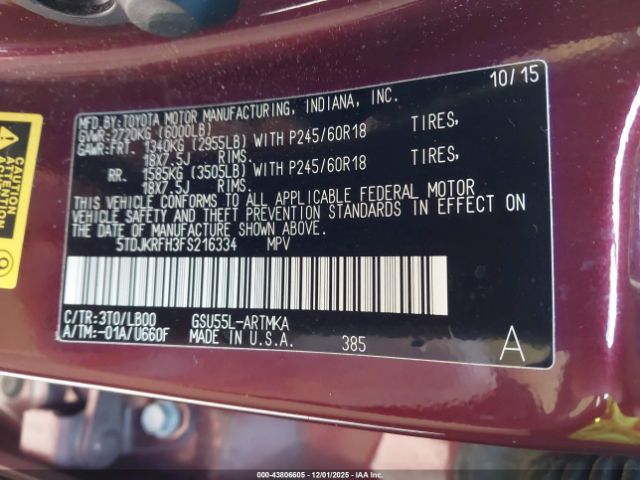 10/15
MFD.BY:TOYOTA MOTOR MANUFACTURING, INDIANA, INC.
GVWR:2720KG (6000LB)
GAWR:FRT. 1340KG (2955LB) WITH P245/60R18 TIRES,
18X7.5J RIMS.
RR. 1585KG (3505LB) WITH P245/60R18 TIRES,
18X7.5J RIMS.
THIS VEHICLE CONFORMS TO ALL APPLICABLE FEDERAL MOTOR
VEHICLE SAFETY AND THEFT PREVENTION STANDARDS IN EFFECT ON
THE DATE OF MANUFACTURE SHOWN ABOVE.
5TDJKRFH3FS216334 MPV
C/TR:3T0/LB00 GSU55L-ARTMKA
A/TM:-01A/U660F MADE IN U.S.A. 385 A
ATTENTION
00-43806605 - 12/01/2025 - IAA Inc.